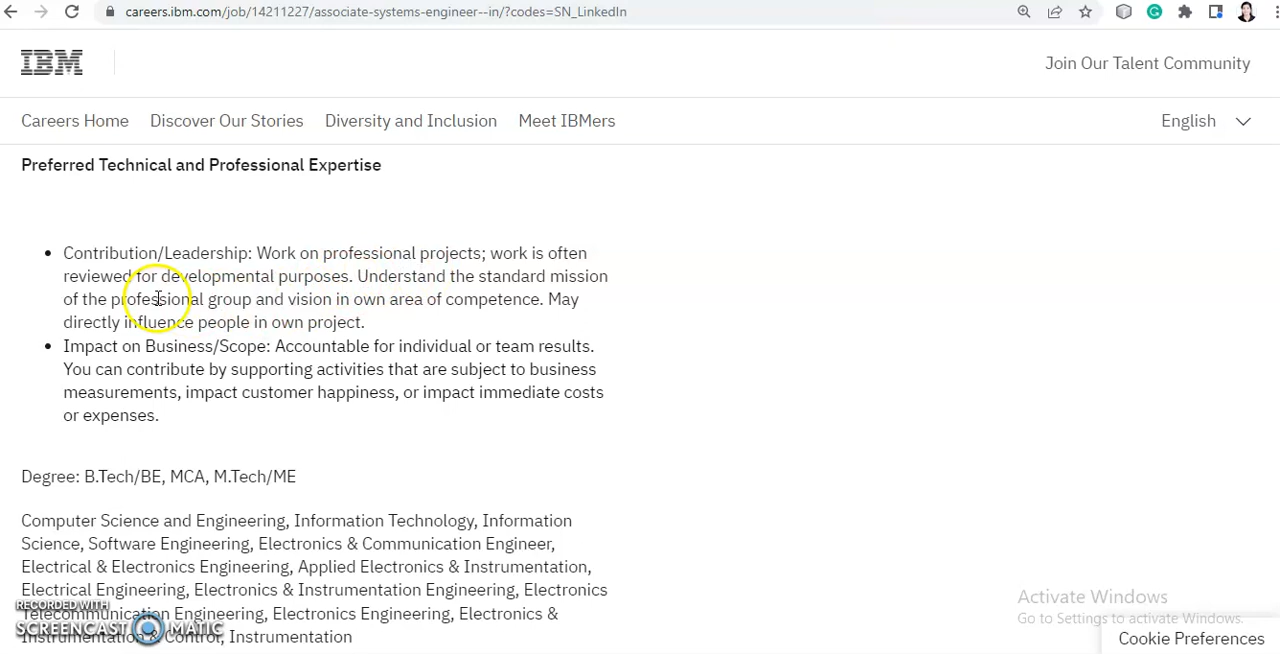 careers.ibm.com/job/14211227/associate-systems-engineer--in/?codes=SN_LinkedIn
IBM
Join Our Talent Community
Careers Home Discover Our Stories Diversity and Inclusion Meet IBMers English
Preferred Technical and Professional Expertise
• Contribution/Leadership: Work on professional projects; work is often
reviewed for developmental purposes. Understand the standard mission
of the professional group and vision in own area of competence. May
directly influence people in own project.
• Impact on Business/Scope: Accountable for individual or team results.
You can contribute by supporting activities that are subject to business
measurements, impact customer happiness, or impact immediate costs
or expenses.
Degree: B.Tech/BE, MCA, M.Tech/ME
Computer Science and Engineering, Information Technology, Information
Science, Software Engineering, Electronics & Communication Engineer,
Electrical & Electronics Engineering, Applied Electronics & Instrumentation,
Electrical Engineering, Electronics & Instrumentation Engineering, Electronics
Telecommunication Engineering, Electronics Engineering, Electronics &
Instrumentation & Control, Instrumentation
RECORDED WITH
SCREENCAST MATIC
Activate Windows
Go to Settings to activate Windows.
Cookie Preferences